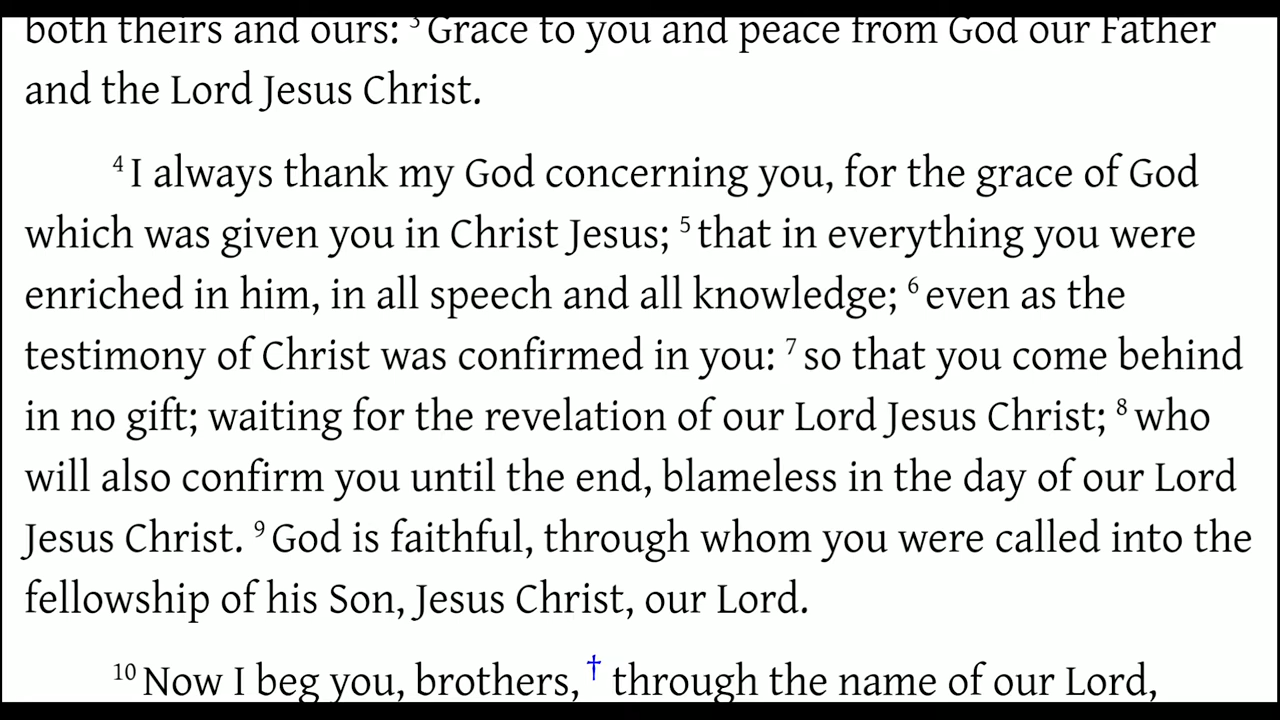 both theirs and ours: ³ Grace to you and peace from God our Father
and the Lord Jesus Christ.
⁴ I always thank my God concerning you, for the grace of God
which was given you in Christ Jesus; ⁵ that in everything you were
enriched in him, in all speech and all knowledge; ⁶ even as the
testimony of Christ was confirmed in you: ⁷ so that you come behind
in no gift; waiting for the revelation of our Lord Jesus Christ; ⁸ who
will also confirm you until the end, blameless in the day of our Lord
Jesus Christ. ⁹ God is faithful, through whom you were called into the
fellowship of his Son, Jesus Christ, our Lord.
¹⁰ Now I beg you, brothers, † through the name of our Lord,